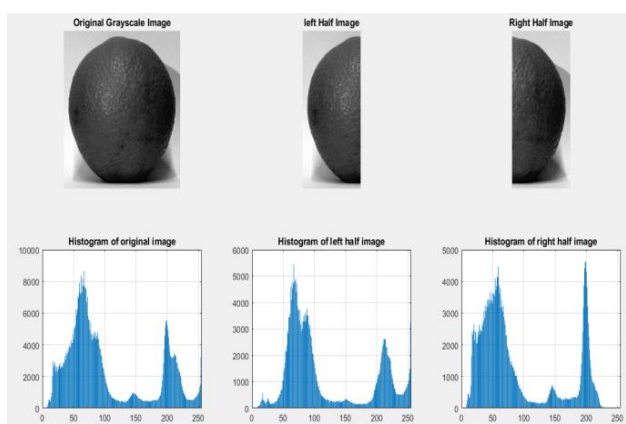 Original Grayscale Image
left Half Image
Right Half Image
Histogram of original image
10000
8000
6000
4000
2000
0
0 50 100 150 200 250
Histogram of left half image
6000
5000
4000
3000
2000
1000
0
0 50 100 150 200 250
Histogram of right half image
5000
4000
3000
2000
1000
0
0 50 100 150 200 250